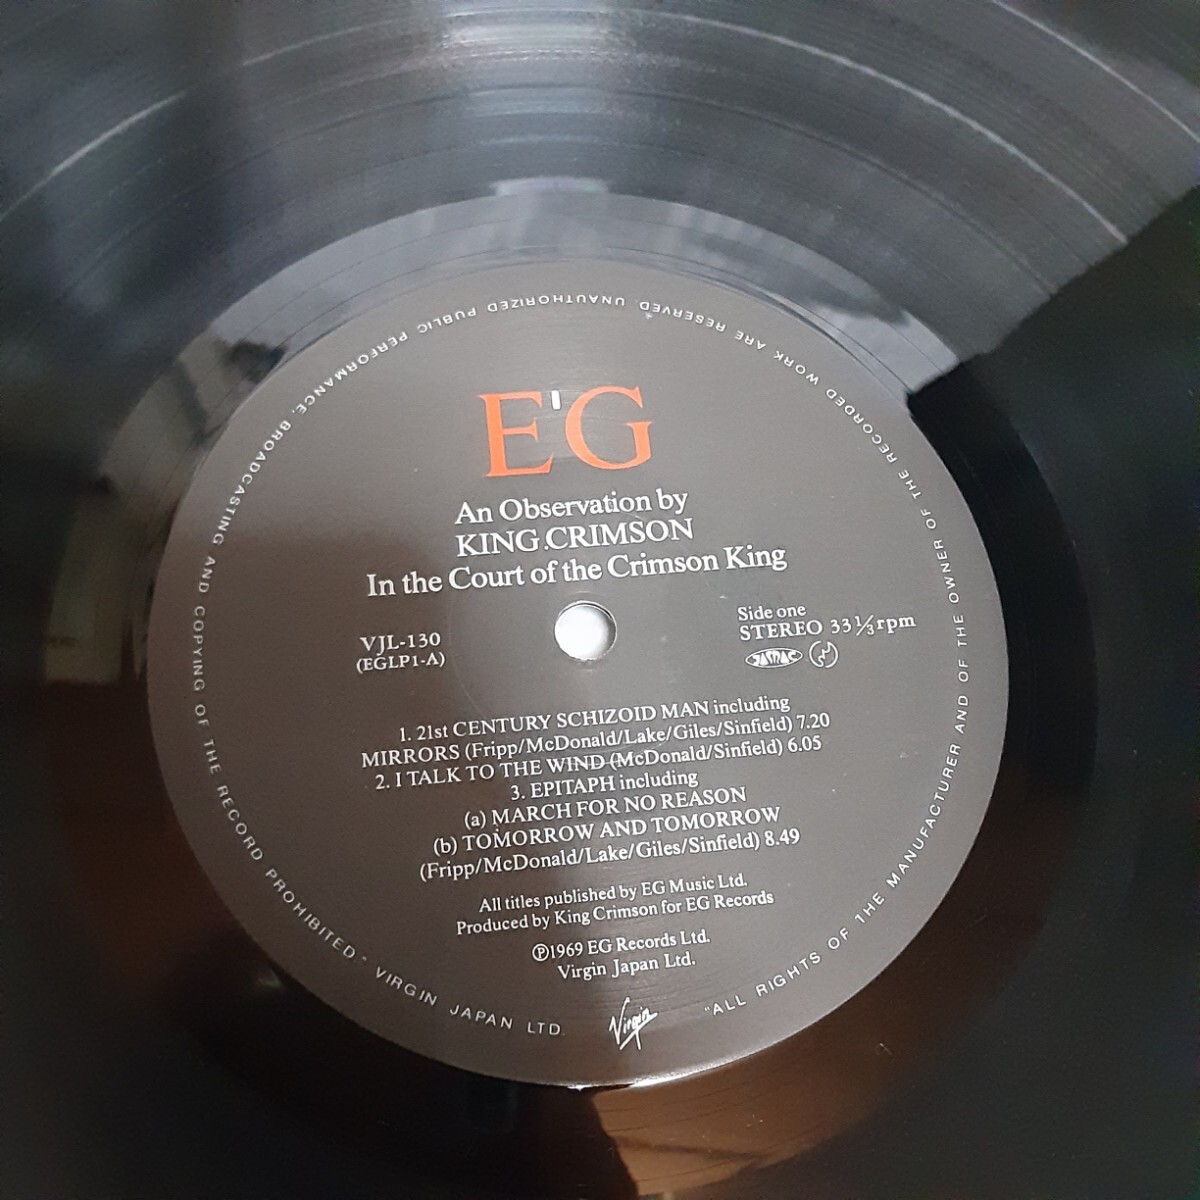 E'G
An Observation by
KING CRIMSON
In the Court of the Crimson King
VJL-130
(EGLP1-A)
Side one
STEREO 33 1/3 rpm
JASRAC
1. 21st CENTURY SCHIZOID MAN including
MIRRORS (Fripp/McDonald/Lake/Giles/Sinfield) 7.20
2. I TALK TO THE WIND (McDonald/Sinfield) 6.05
3. EPITAPH including
(a) MARCH FOR NO REASON
(b) TOMORROW AND TOMORROW
(Fripp/McDonald/Lake/Giles/Sinfield) 8.49
All titles published by EG Music Ltd.
Produced by King Crimson for EG Records
℗1969 EG Records Ltd.
Virgin Japan Ltd.
Virgin
"ALL RIGHTS OF THE MANUFACTURER AND OF THE OWNER OF THE RECORDED WORK ARE RESERVED. UNAUTHORIZED PUBLIC PERFORMANCE, BROADCASTING AND COPYING OF THE RECORD PROHIBITED" VIRGIN JAPAN LTD.